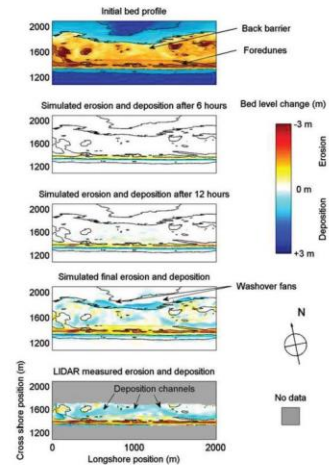 Initial bed profile
2000
1600
1200
Back barrier
Foredunes
Simulated erosion and deposition after 6 hours
2000
1600
1200
Bed level change (m)
-3 m
Erosion
0 m
Deposition
+3 m
Simulated erosion and deposition after 12 hours
2000
1600
1200
Simulated final erosion and deposition
2000
1600
1200
Washover fans
N
LIDAR measured erosion and deposition
Deposition channels
2000
1600
1200
0
1000
2000
Cross shore position (m)
Longshore position (m)
No data